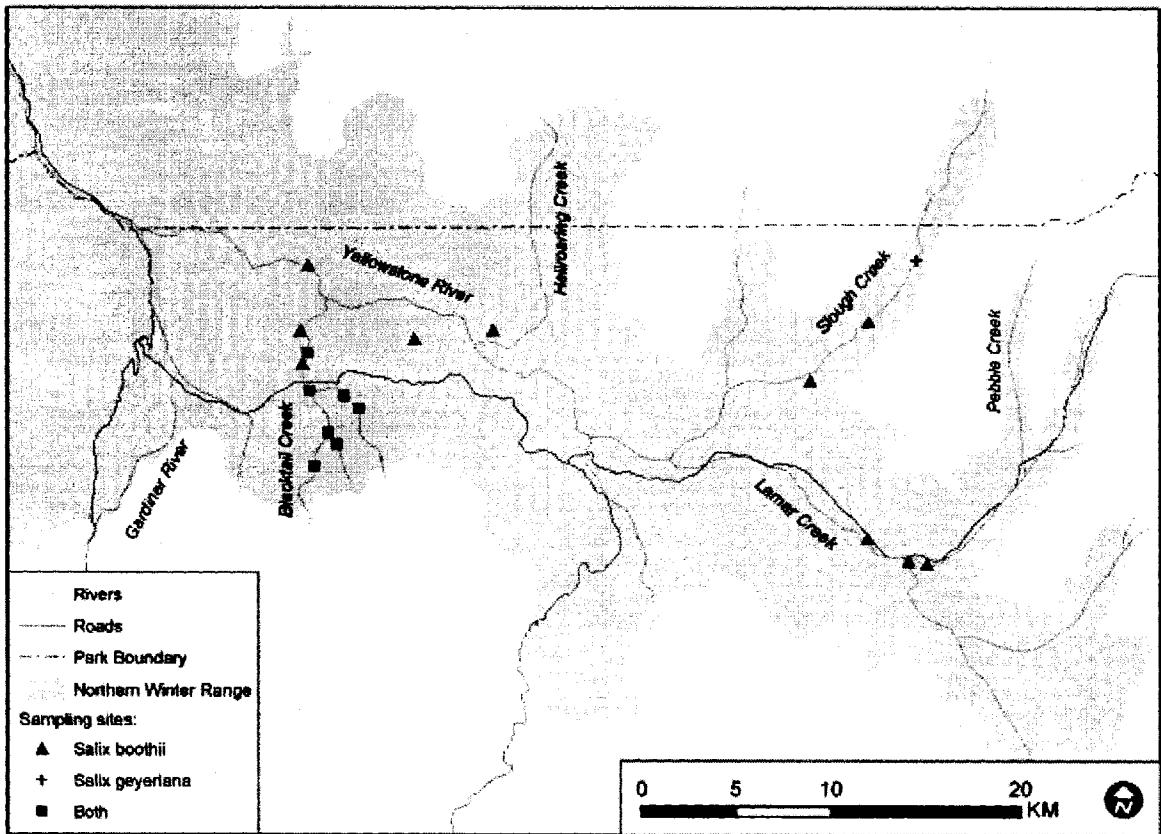 Yellowstone River
Hellroaring Creek
Slough Creek
Pebble Creek
Blacktail Creek
Gardiner River
Lamar Creek
Rivers
Roads
Park Boundary
Northern Winter Range
Sampling sites:
Salix boothii
Salix geyeriana
Both
0 5 10 20
KM
N